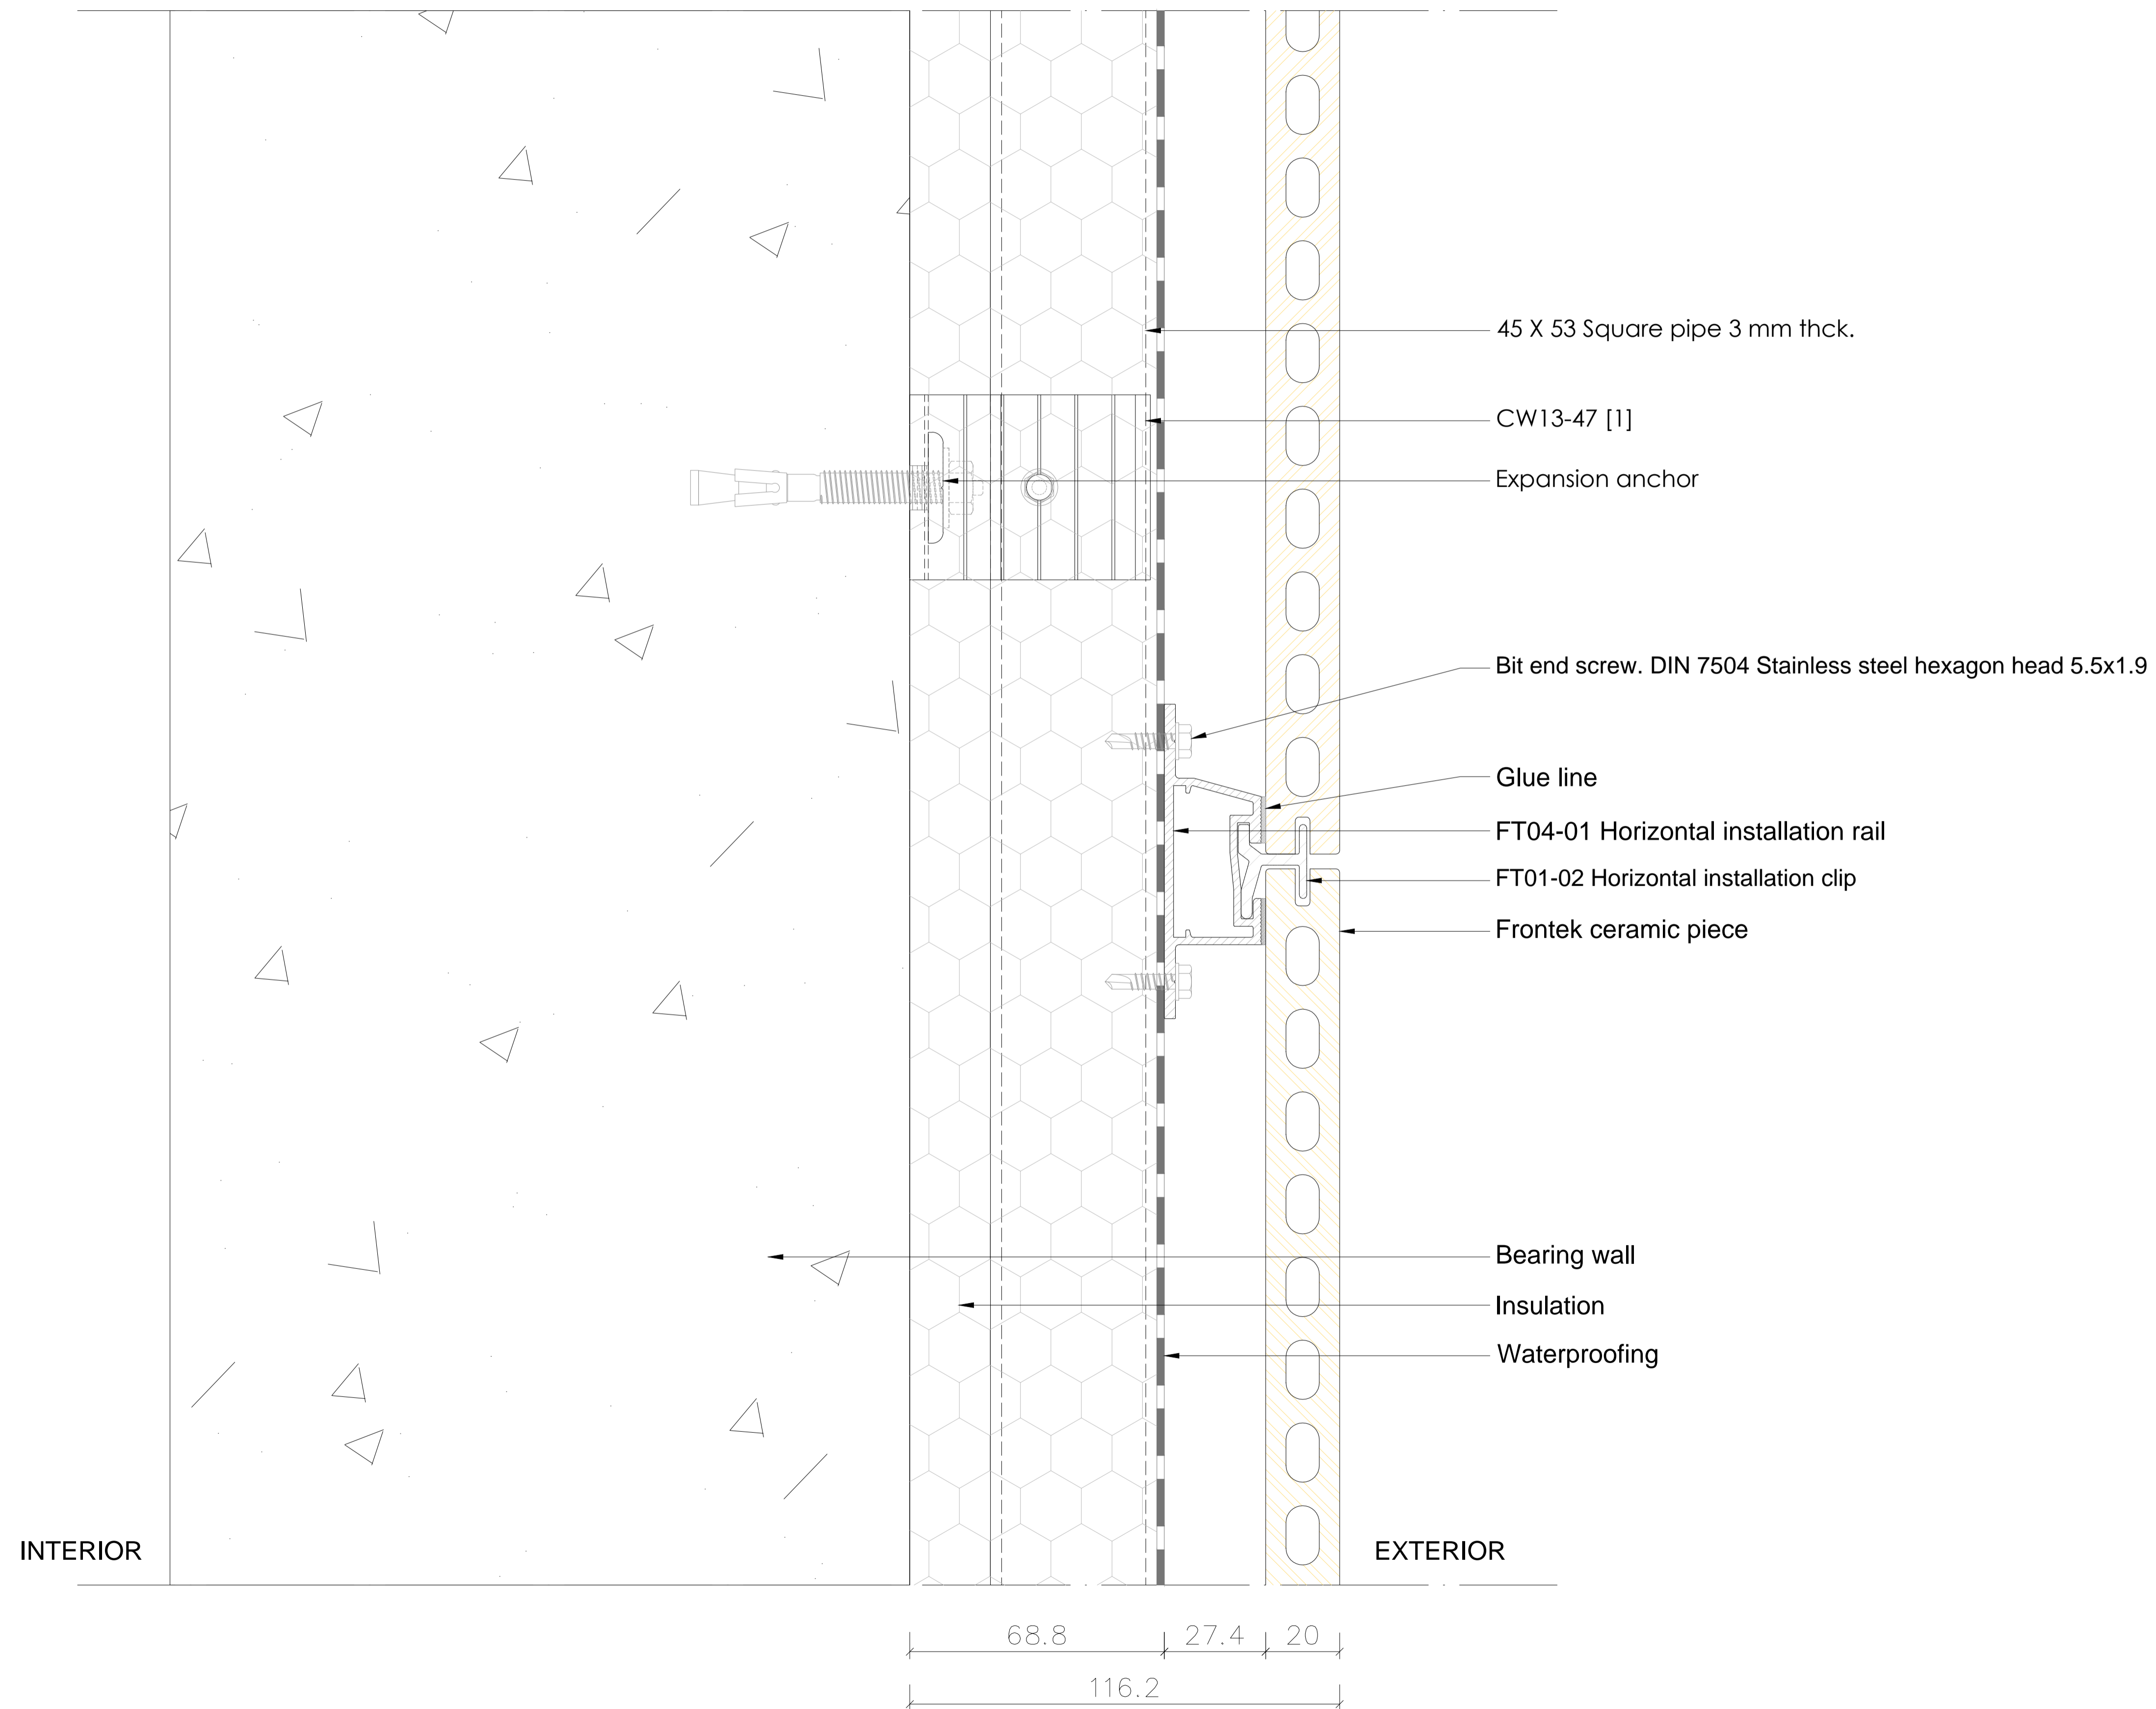 45 X 53 Square pipe 3 mm thck.
CW13-47 [1]
Expansion anchor
Bit end screw. DIN 7504 Stainless steel hexagon head 5.5x1.9
Glue line
FT04-01 Horizontal installation rail
FT01-02 Horizontal installation clip
Frontek ceramic piece
Bearing wall
Insulation
Waterproofing
INTERIOR
EXTERIOR
68.8
27.4
20
116.2